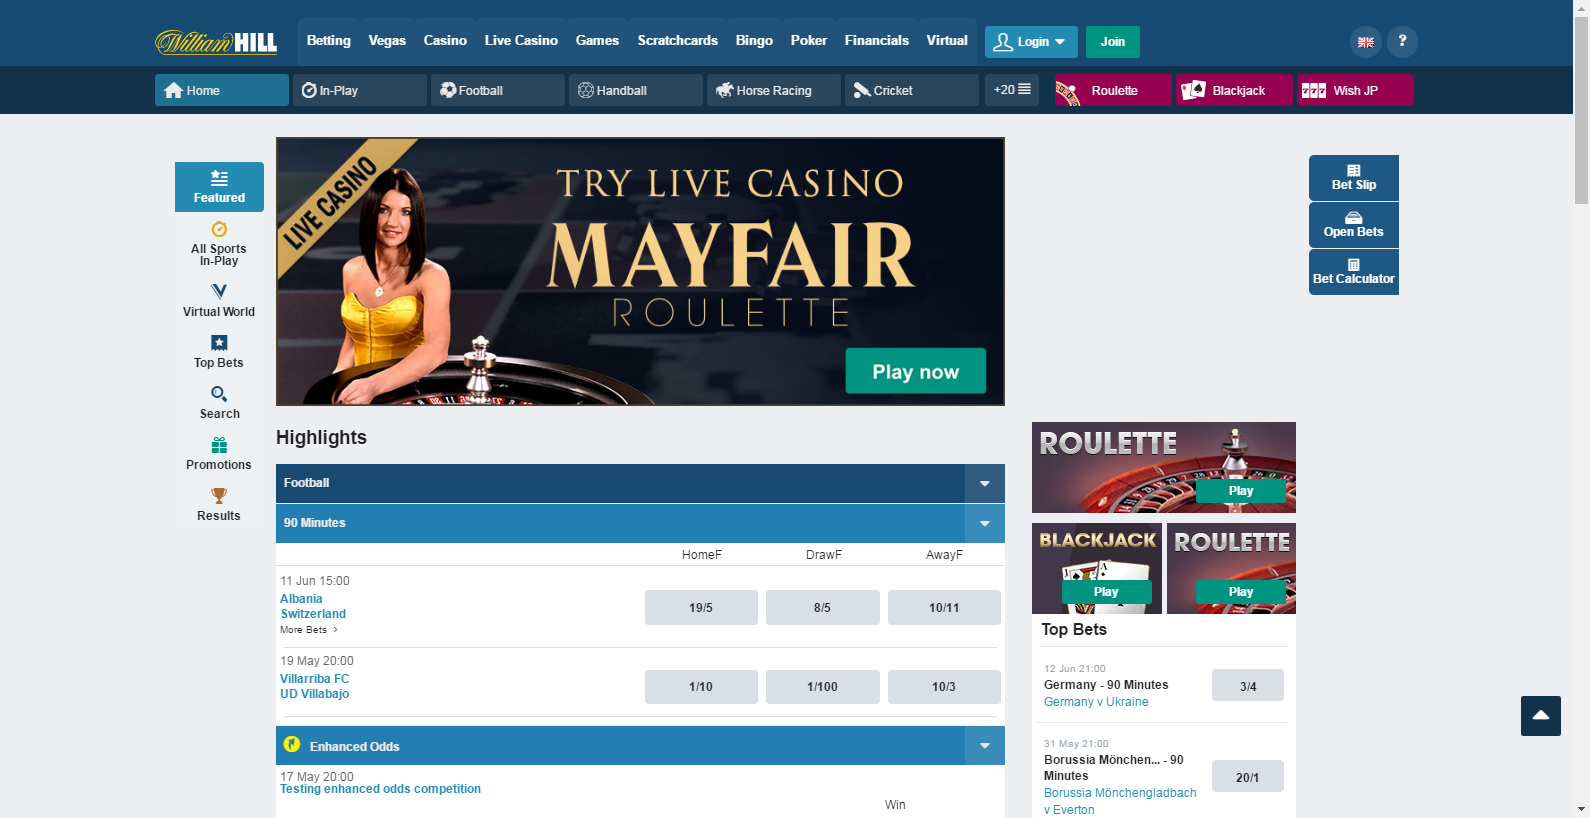 William HILL
Betting Vegas Casino Live Casino Games Scratchcards Bingo Poker Financials Virtual Login Join ?
Home In-Play Football Handball Horse Racing Cricket +20 Roulette Blackjack 777 Wish JP
Featured
All Sports
In-Play
Virtual World
Top Bets
Search
Promotions
Results
LIVE CASINO
TRY LIVE CASINO
MAYFAIR
ROULETTE
Play now
Bet Slip
Open Bets
Bet Calculator
Highlights
Football
90 Minutes
HomeF DrawF AwayF
11 Jun 15:00
Albania
Switzerland
More Bets >
19/5 8/5 10/11
19 May 20:00
Villarriba FC
UD Villabajo
1/10 1/100 10/3
Enhanced Odds
17 May 20:00
Testing enhanced odds competition
Win
ROULETTE
Play
BLACKJACK
Play
ROULETTE
Play
Top Bets
12 Jun 21:00
Germany - 90 Minutes
Germany v Ukraine
3/4
31 May 21:00
Borussia Mönchen... - 90
Minutes
Borussia Mönchengladbach
v Everton
20/1